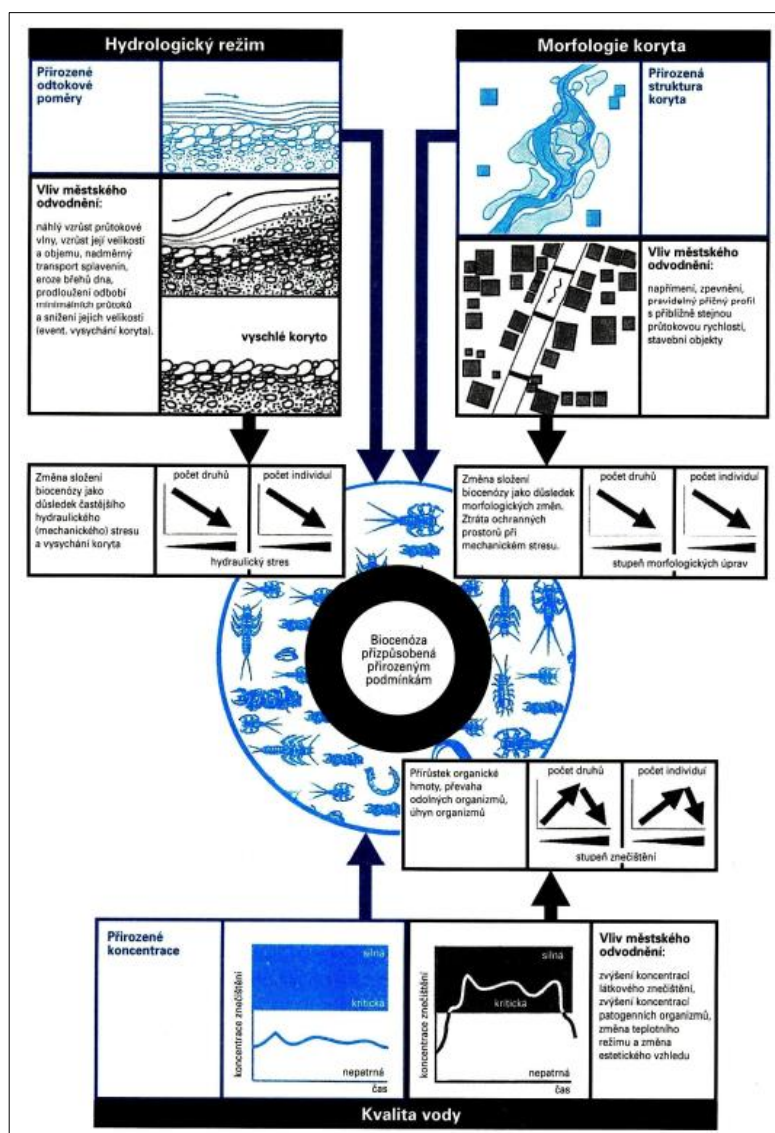 Hydrologický režim
Přirozené
odtokové
poměry
Vliv městského
odvodnění:
náhlý vzrůst průtokové
vlny, vzrůst její velikosti
a objemu, nadměrný
transport splavenin,
eroze břehů dna,
prodloužení odbobí
minimálních průtoků
a snížení jejich velikosti
(event. vysychání koryta).
vyschlé koryto
Morfologie koryta
Přirozená
struktura
koryta
Vliv městského
odvodnění:
napřímení, zpevnění,
pravidelný příčný profil
s přibližně stejnou
průtokovou rychlostí,
stavební objekty
Změna složení
biocenózy jako
důsledek častějšího
hydraulického
(mechanického) stresu
a vysychání koryta
počet druhů
počet individuí
hydraulický stres
Změna složení
biocenózy jako důsledek
morfologických změn.
Ztráta ochranných
prostorů při
mechanickém stresu.
počet druhů
počet individuí
stupeň morfologických úprav
Biocenóza
přizpůsobená
přirozeným
podmínkám
Přírůstek organické
hmoty, převaha
odolných organizmů,
úhyn organizmů
počet druhů
počet individuí
stupeň znečištění
Přirozené
koncentrace
koncentrace znečištění
silná
kritická
nepatrná
čas
koncentrace znečištění
silná
kritická
nepatrná
čas
Vliv městského
odvodnění:
zvýšení koncentrací
látkového znečištění,
zvýšení koncentrací
patogenních organizmů,
změna teplotního
režimu a změna
estetického vzhledu
Kvalita vody